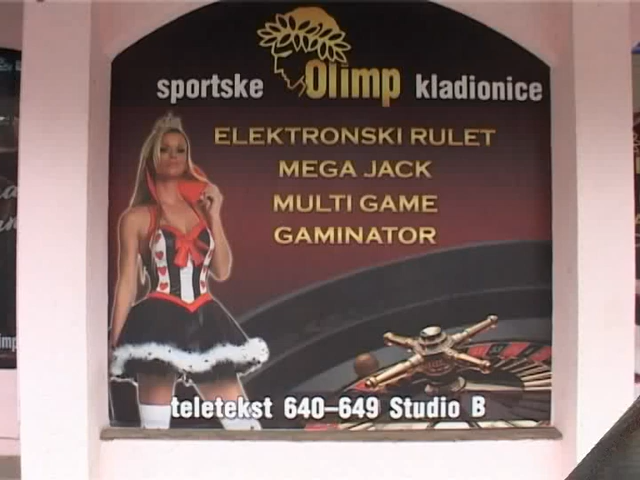 sportske Olimp kladionice
ELEKTRONSKI RULET
MEGA JACK
MULTI GAME
GAMINATOR
teletekst 640-649 Studio B